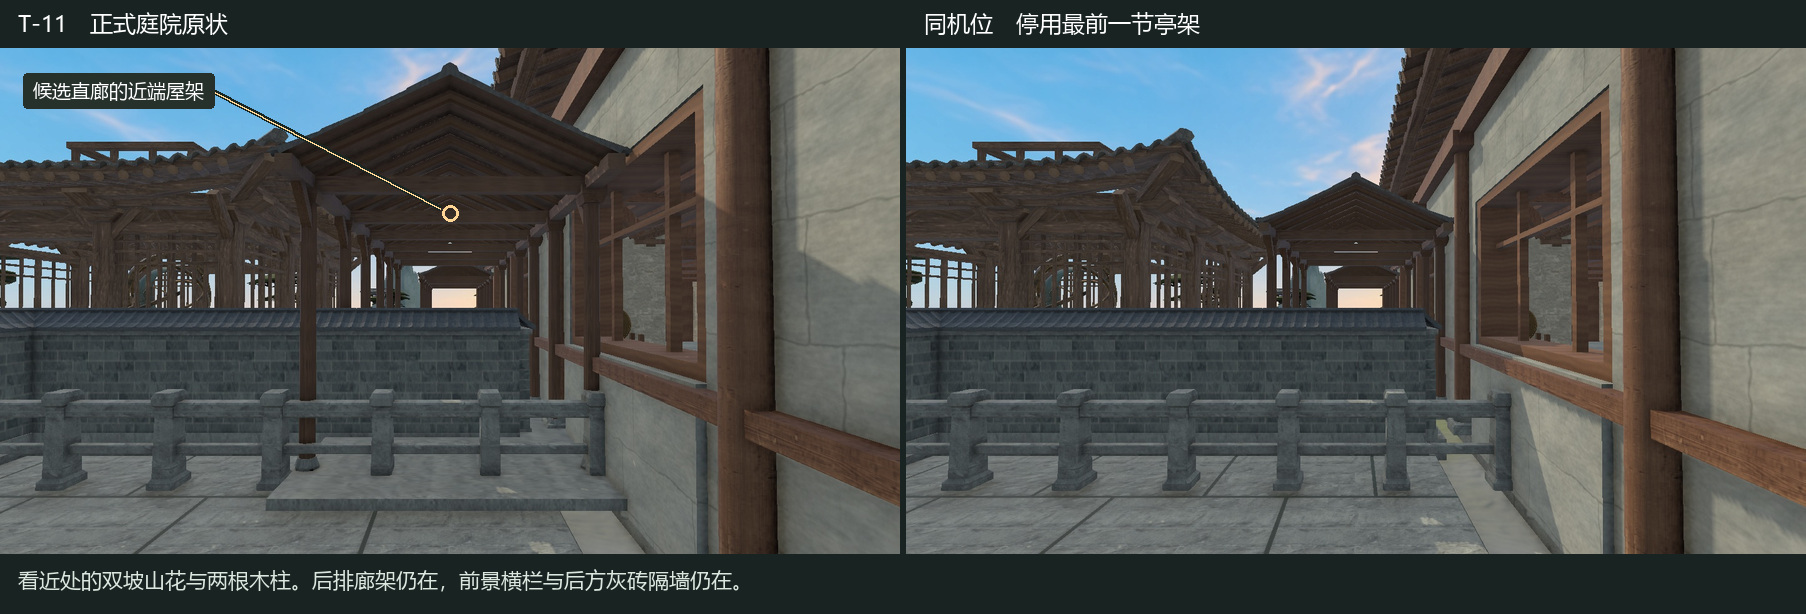 T-11 正式庭院原状
同机位 停用最前一节亭架
候选直廊的近端屋架
看近处的双坡山花与两根木柱。后排廊架仍在，前景横栏与后方灰砖隔墙仍在。